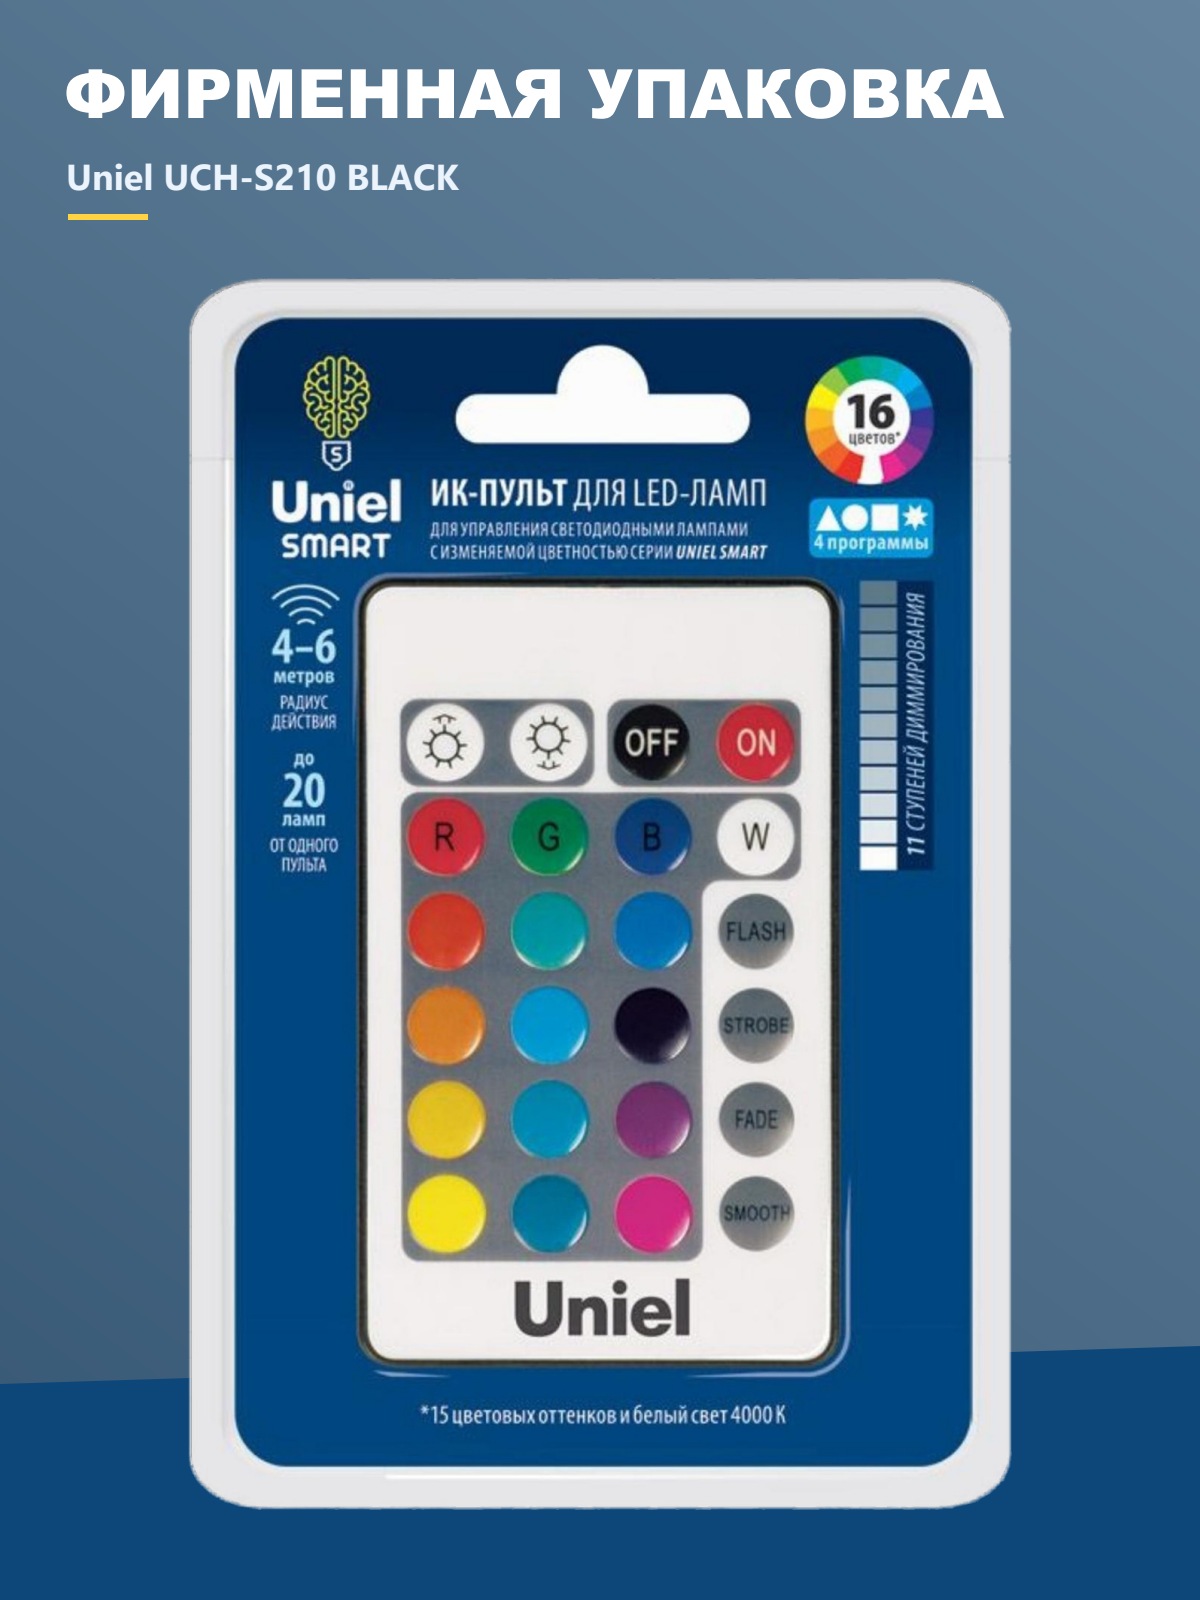 ФИРМЕННАЯ УПАКОВКА
Uniel UCH-S210 BLACK
16
цветов*
S
Uniel®
SMART
ИК-ПУЛЬТ ДЛЯ LED-ЛАМП
ДЛЯ УПРАВЛЕНИЯ СВЕТОДИОДНЫМИ ЛАМПАМИ
С ИЗМЕНЯЕМОЙ ЦВЕТНОСТЬЮ СЕРИИ UNIEL SMART
4 программы
4–6
метров
РАДИУС
ДЕЙСТВИЯ
до
20
ламп
ОТ ОДНОГО
ПУЛЬТА
11 СТУПЕНЕЙ ДИММИРОВАНИЯ
OFF
ON
R
G
B
W
FLASH
STROBE
FADE
SMOOTH
Uniel
*15 цветовых оттенков и белый свет 4000 К